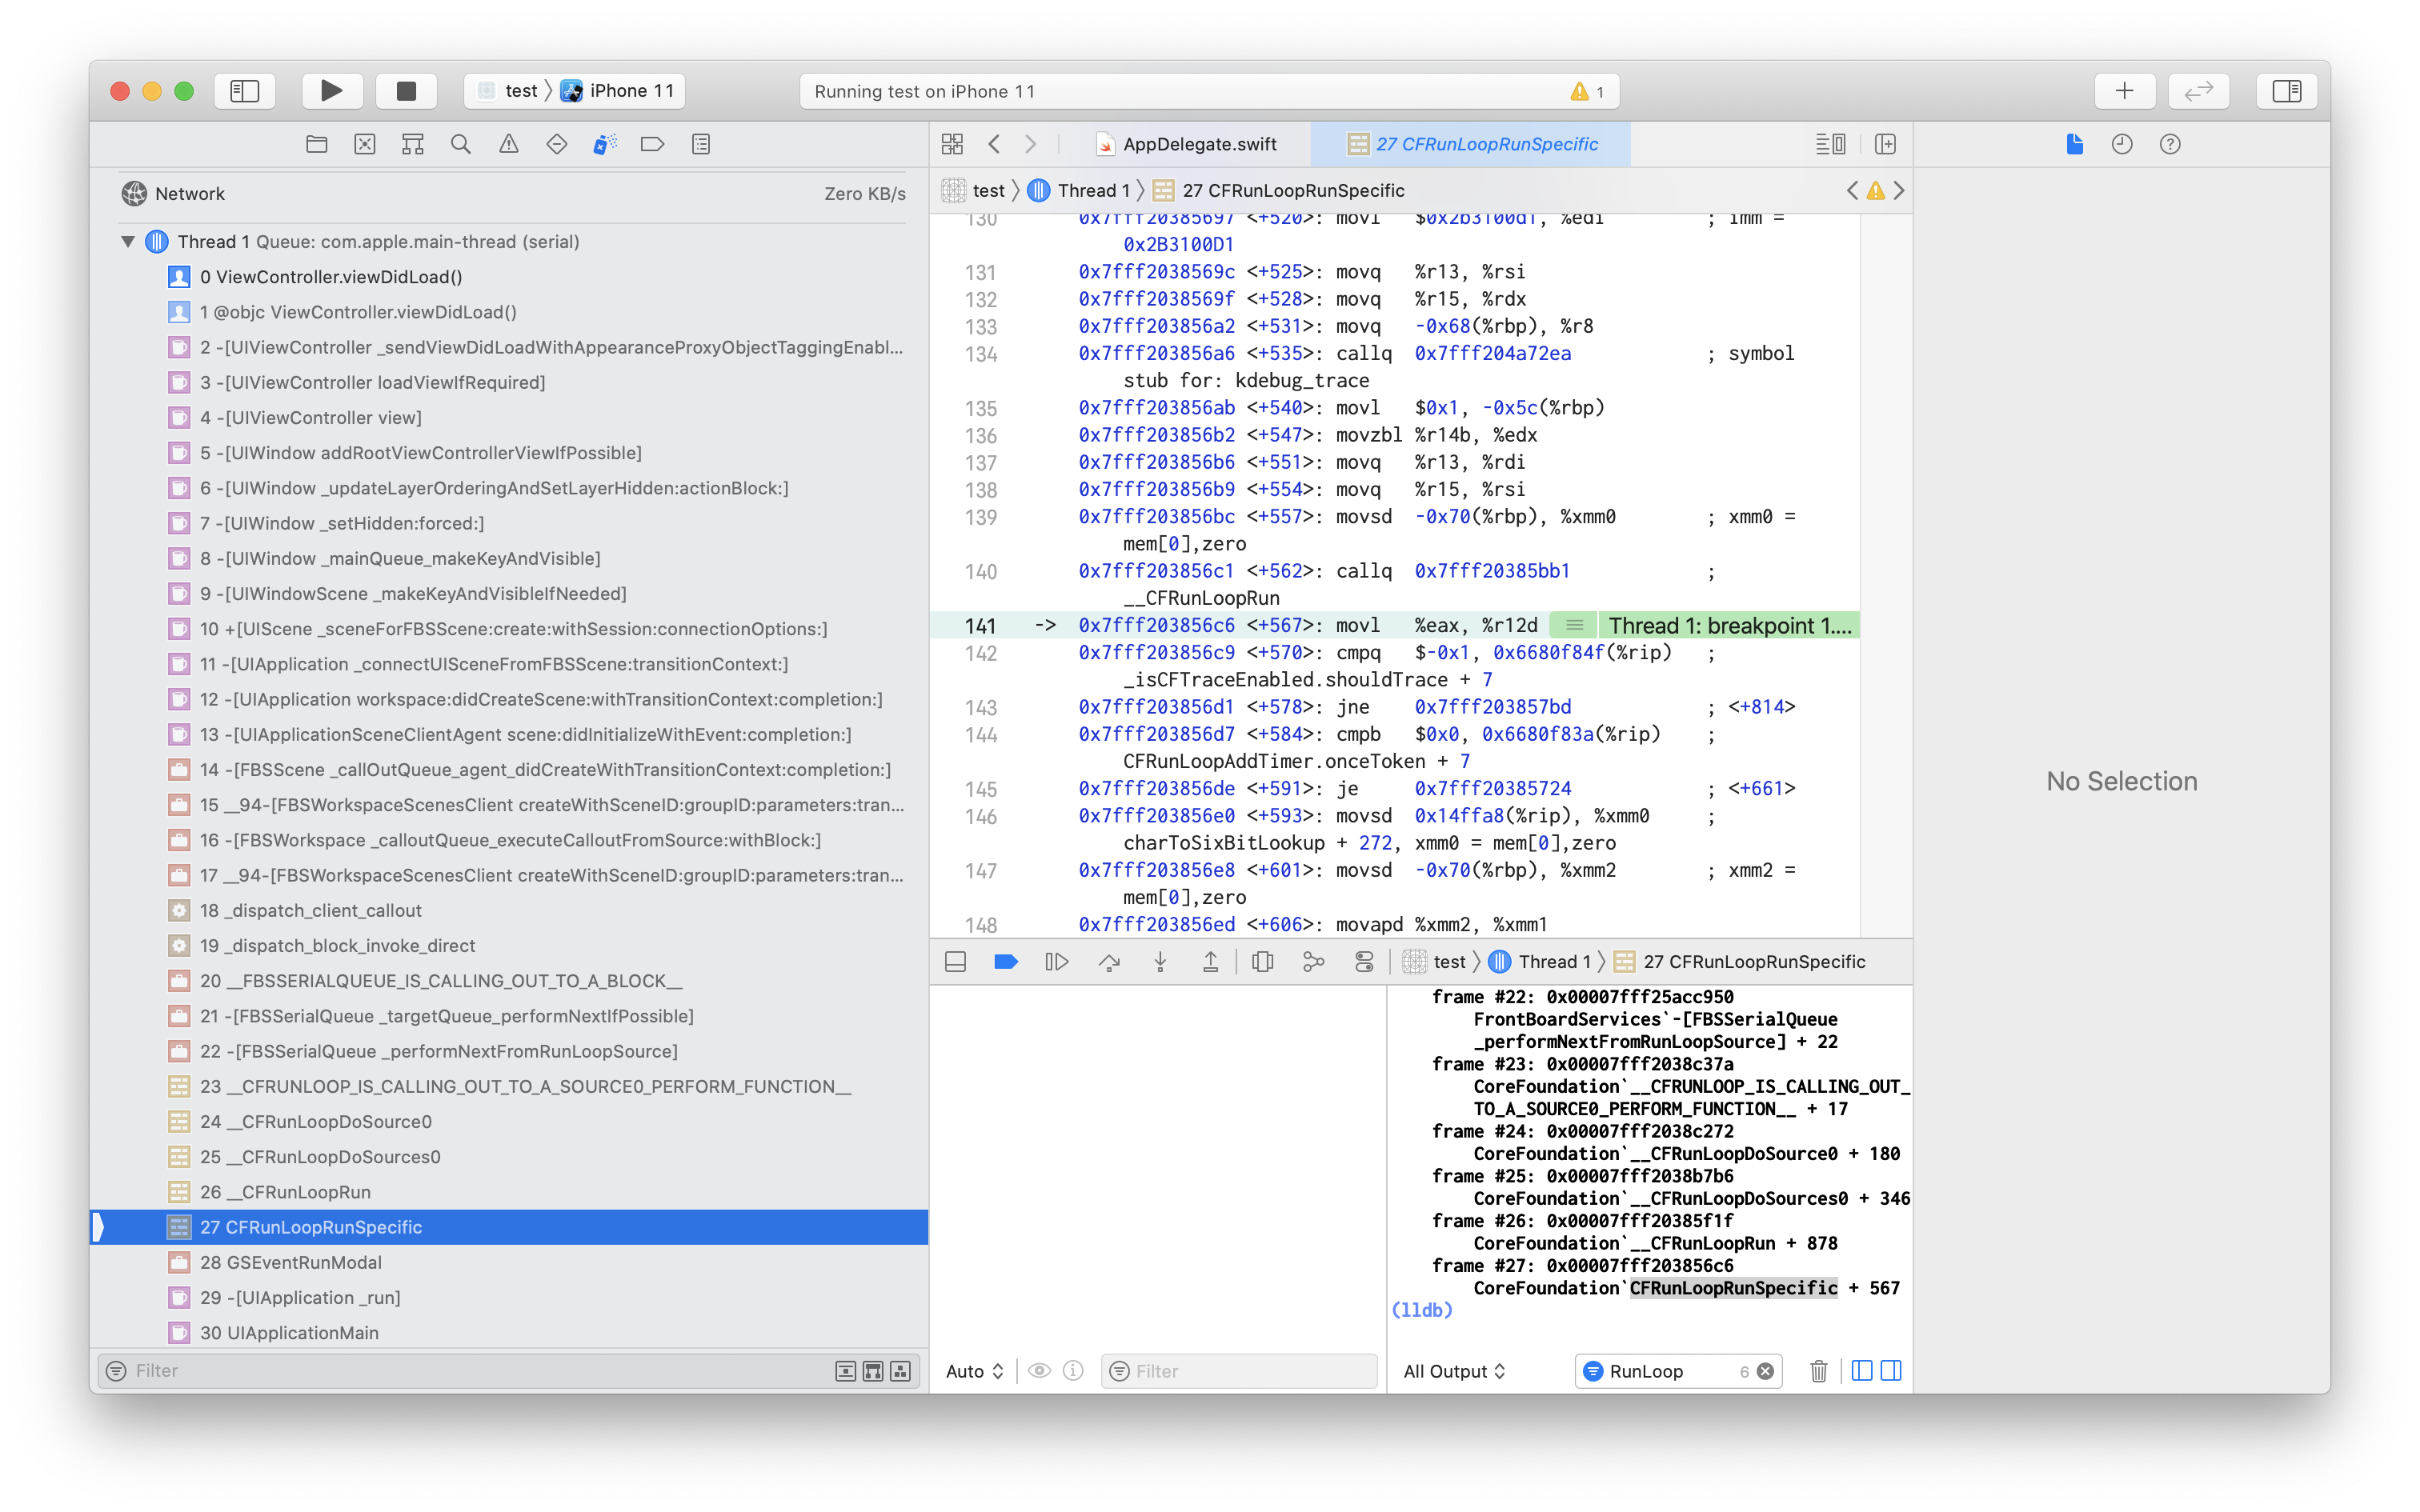 test 〉 iPhone 11
Running test on iPhone 11
1
Network
Zero KB/s
Thread 1 Queue: com.apple.main-thread (serial)
0 ViewController.viewDidLoad()
1 @objc ViewController.viewDidLoad()
2 -[UIViewController _sendViewDidLoadWithAppearanceProxyObjectTaggingEnabl...
3 -[UIViewController loadViewIfRequired]
4 -[UIViewController view]
5 -[UIWindow addRootViewControllerViewIfPossible]
6 -[UIWindow _updateLayerOrderingAndSetLayerHidden:actionBlock:]
7 -[UIWindow _setHidden:forced:]
8 -[UIWindow _mainQueue_makeKeyAndVisible]
9 -[UIWindowScene _makeKeyAndVisibleIfNeeded]
10 +[UIScene _sceneForFBSScene:create:withSession:connectionOptions:]
11 -[UIApplication _connectUISceneFromFBSScene:transitionContext:]
12 -[UIApplication workspace:didCreateScene:withTransitionContext:completion:]
13 -[UIApplicationSceneClientAgent scene:didInitializeWithEvent:completion:]
14 -[FBSScene _callOutQueue_agent_didCreateWithTransitionContext:completion:]
15 __94-[FBSWorkspaceScenesClient createWithSceneID:groupID:parameters:tran...
16 -[FBSWorkspace _calloutQueue_executeCalloutFromSource:withBlock:]
17 __94-[FBSWorkspaceScenesClient createWithSceneID:groupID:parameters:tran...
18 _dispatch_client_callout
19 _dispatch_block_invoke_direct
20 __FBSSERIALQUEUE_IS_CALLING_OUT_TO_A_BLOCK__
21 -[FBSSerialQueue _targetQueue_performNextIfPossible]
22 -[FBSSerialQueue _performNextFromRunLoopSource]
23 __CFRUNLOOP_IS_CALLING_OUT_TO_A_SOURCE0_PERFORM_FUNCTION__
24 __CFRunLoopDoSource0
25 __CFRunLoopDoSources0
26 __CFRunLoopRun
27 CFRunLoopRunSpecific
28 GSEventRunModal
29 -[UIApplication _run]
30 UIApplicationMain
Filter
AppDelegate.swift
27 CFRunLoopRunSpecific
test 〉 Thread 1 〉 27 CFRunLoopRunSpecific
130 0x7fff20385697 <+520>: movl $0x2b3100d1, %edi ; imm =
0x2B3100D1
131 0x7fff2038569c <+525>: movq %r13, %rsi
132 0x7fff2038569f <+528>: movq %r15, %rdx
133 0x7fff203856a2 <+531>: movq -0x68(%rbp), %r8
134 0x7fff203856a6 <+535>: callq 0x7fff204a72ea ; symbol
stub for: kdebug_trace
135 0x7fff203856ab <+540>: movl $0x1, -0x5c(%rbp)
136 0x7fff203856b2 <+547>: movzbl %r14b, %edx
137 0x7fff203856b6 <+551>: movq %r13, %rdi
138 0x7fff203856b9 <+554>: movq %r15, %rsi
139 0x7fff203856bc <+557>: movsd -0x70(%rbp), %xmm0 ; xmm0 =
mem[0],zero
140 0x7fff203856c1 <+562>: callq 0x7fff20385bb1 ;
__CFRunLoopRun
141 -> 0x7fff203856c6 <+567>: movl %eax, %r12d Thread 1: breakpoint 1....
142 0x7fff203856c9 <+570>: cmpq $-0x1, 0x6680f84f(%rip) ;
_isCFTraceEnabled.shouldTrace + 7
143 0x7fff203856d1 <+578>: jne 0x7fff203857bd ; <+814>
144 0x7fff203856d7 <+584>: cmpb $0x0, 0x6680f83a(%rip) ;
CFRunLoopAddTimer.onceToken + 7
145 0x7fff203856de <+591>: je 0x7fff20385724 ; <+661>
146 0x7fff203856e0 <+593>: movsd 0x14ffa8(%rip), %xmm0 ;
charToSixBitLookup + 272, xmm0 = mem[0],zero
147 0x7fff203856e8 <+601>: movsd -0x70(%rbp), %xmm2 ; xmm2 =
mem[0],zero
148 0x7fff203856ed <+606>: movapd %xmm2, %xmm1
test 〉 Thread 1 〉 27 CFRunLoopRunSpecific
frame #22: 0x00007fff25acc950
FrontBoardServices`-[FBSSerialQueue
_performNextFromRunLoopSource] + 22
frame #23: 0x00007fff2038c37a
CoreFoundation`__CFRUNLOOP_IS_CALLING_OUT_
TO_A_SOURCE0_PERFORM_FUNCTION__ + 17
frame #24: 0x00007fff2038c272
CoreFoundation`__CFRunLoopDoSource0 + 180
frame #25: 0x00007fff2038b7b6
CoreFoundation`__CFRunLoopDoSources0 + 346
frame #26: 0x00007fff20385f1f
CoreFoundation`__CFRunLoopRun + 878
frame #27: 0x00007fff203856c6
CoreFoundation`CFRunLoopRunSpecific + 567
(lldb)
Auto
Filter
All Output
RunLoop 6
No Selection